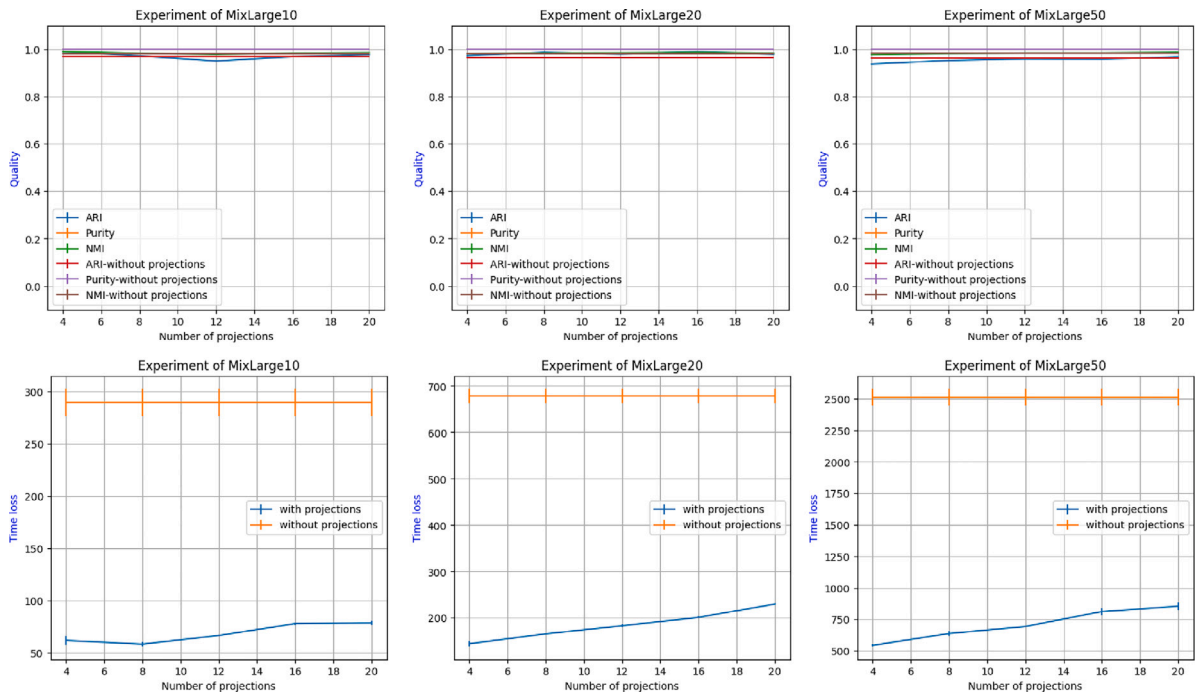 Experiment of MixLarge10
1.0
0.8
0.6
0.4
0.2
0.0
Quality
ARI
Purity
NMI
ARI-without projections
Purity-without projections
NMI-without projections
4 6 8 10 12 14 16 18 20
Number of projections
Experiment of MixLarge20
1.0
0.8
0.6
0.4
0.2
0.0
Quality
ARI
Purity
NMI
ARI-without projections
Purity-without projections
NMI-without projections
4 6 8 10 12 14 16 18 20
Number of projections
Experiment of MixLarge50
1.0
0.8
0.6
0.4
0.2
0.0
Quality
ARI
Purity
NMI
ARI-without projections
Purity-without projections
NMI-without projections
4 6 8 10 12 14 16 18 20
Number of projections
Experiment of MixLarge10
300
250
200
150
100
50
Time loss
with projections
without projections
4 6 8 10 12 14 16 18 20
Number of projections
Experiment of MixLarge20
700
600
500
400
300
200
Time loss
with projections
without projections
4 6 8 10 12 14 16 18 20
Number of projections
Experiment of MixLarge50
2500
2250
2000
1750
1500
1250
1000
750
500
Time loss
with projections
without projections
4 6 8 10 12 14 16 18 20
Number of projections